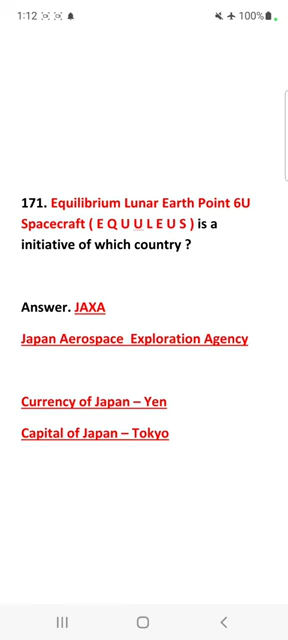 1:12 100%
171. Equilibrium Lunar Earth Point 6U
Spacecraft ( E Q U U L E U S ) is a
initiative of which country ?
Answer. JAXA
Japan Aerospace Exploration Agency
Currency of Japan – Yen
Capital of Japan – Tokyo